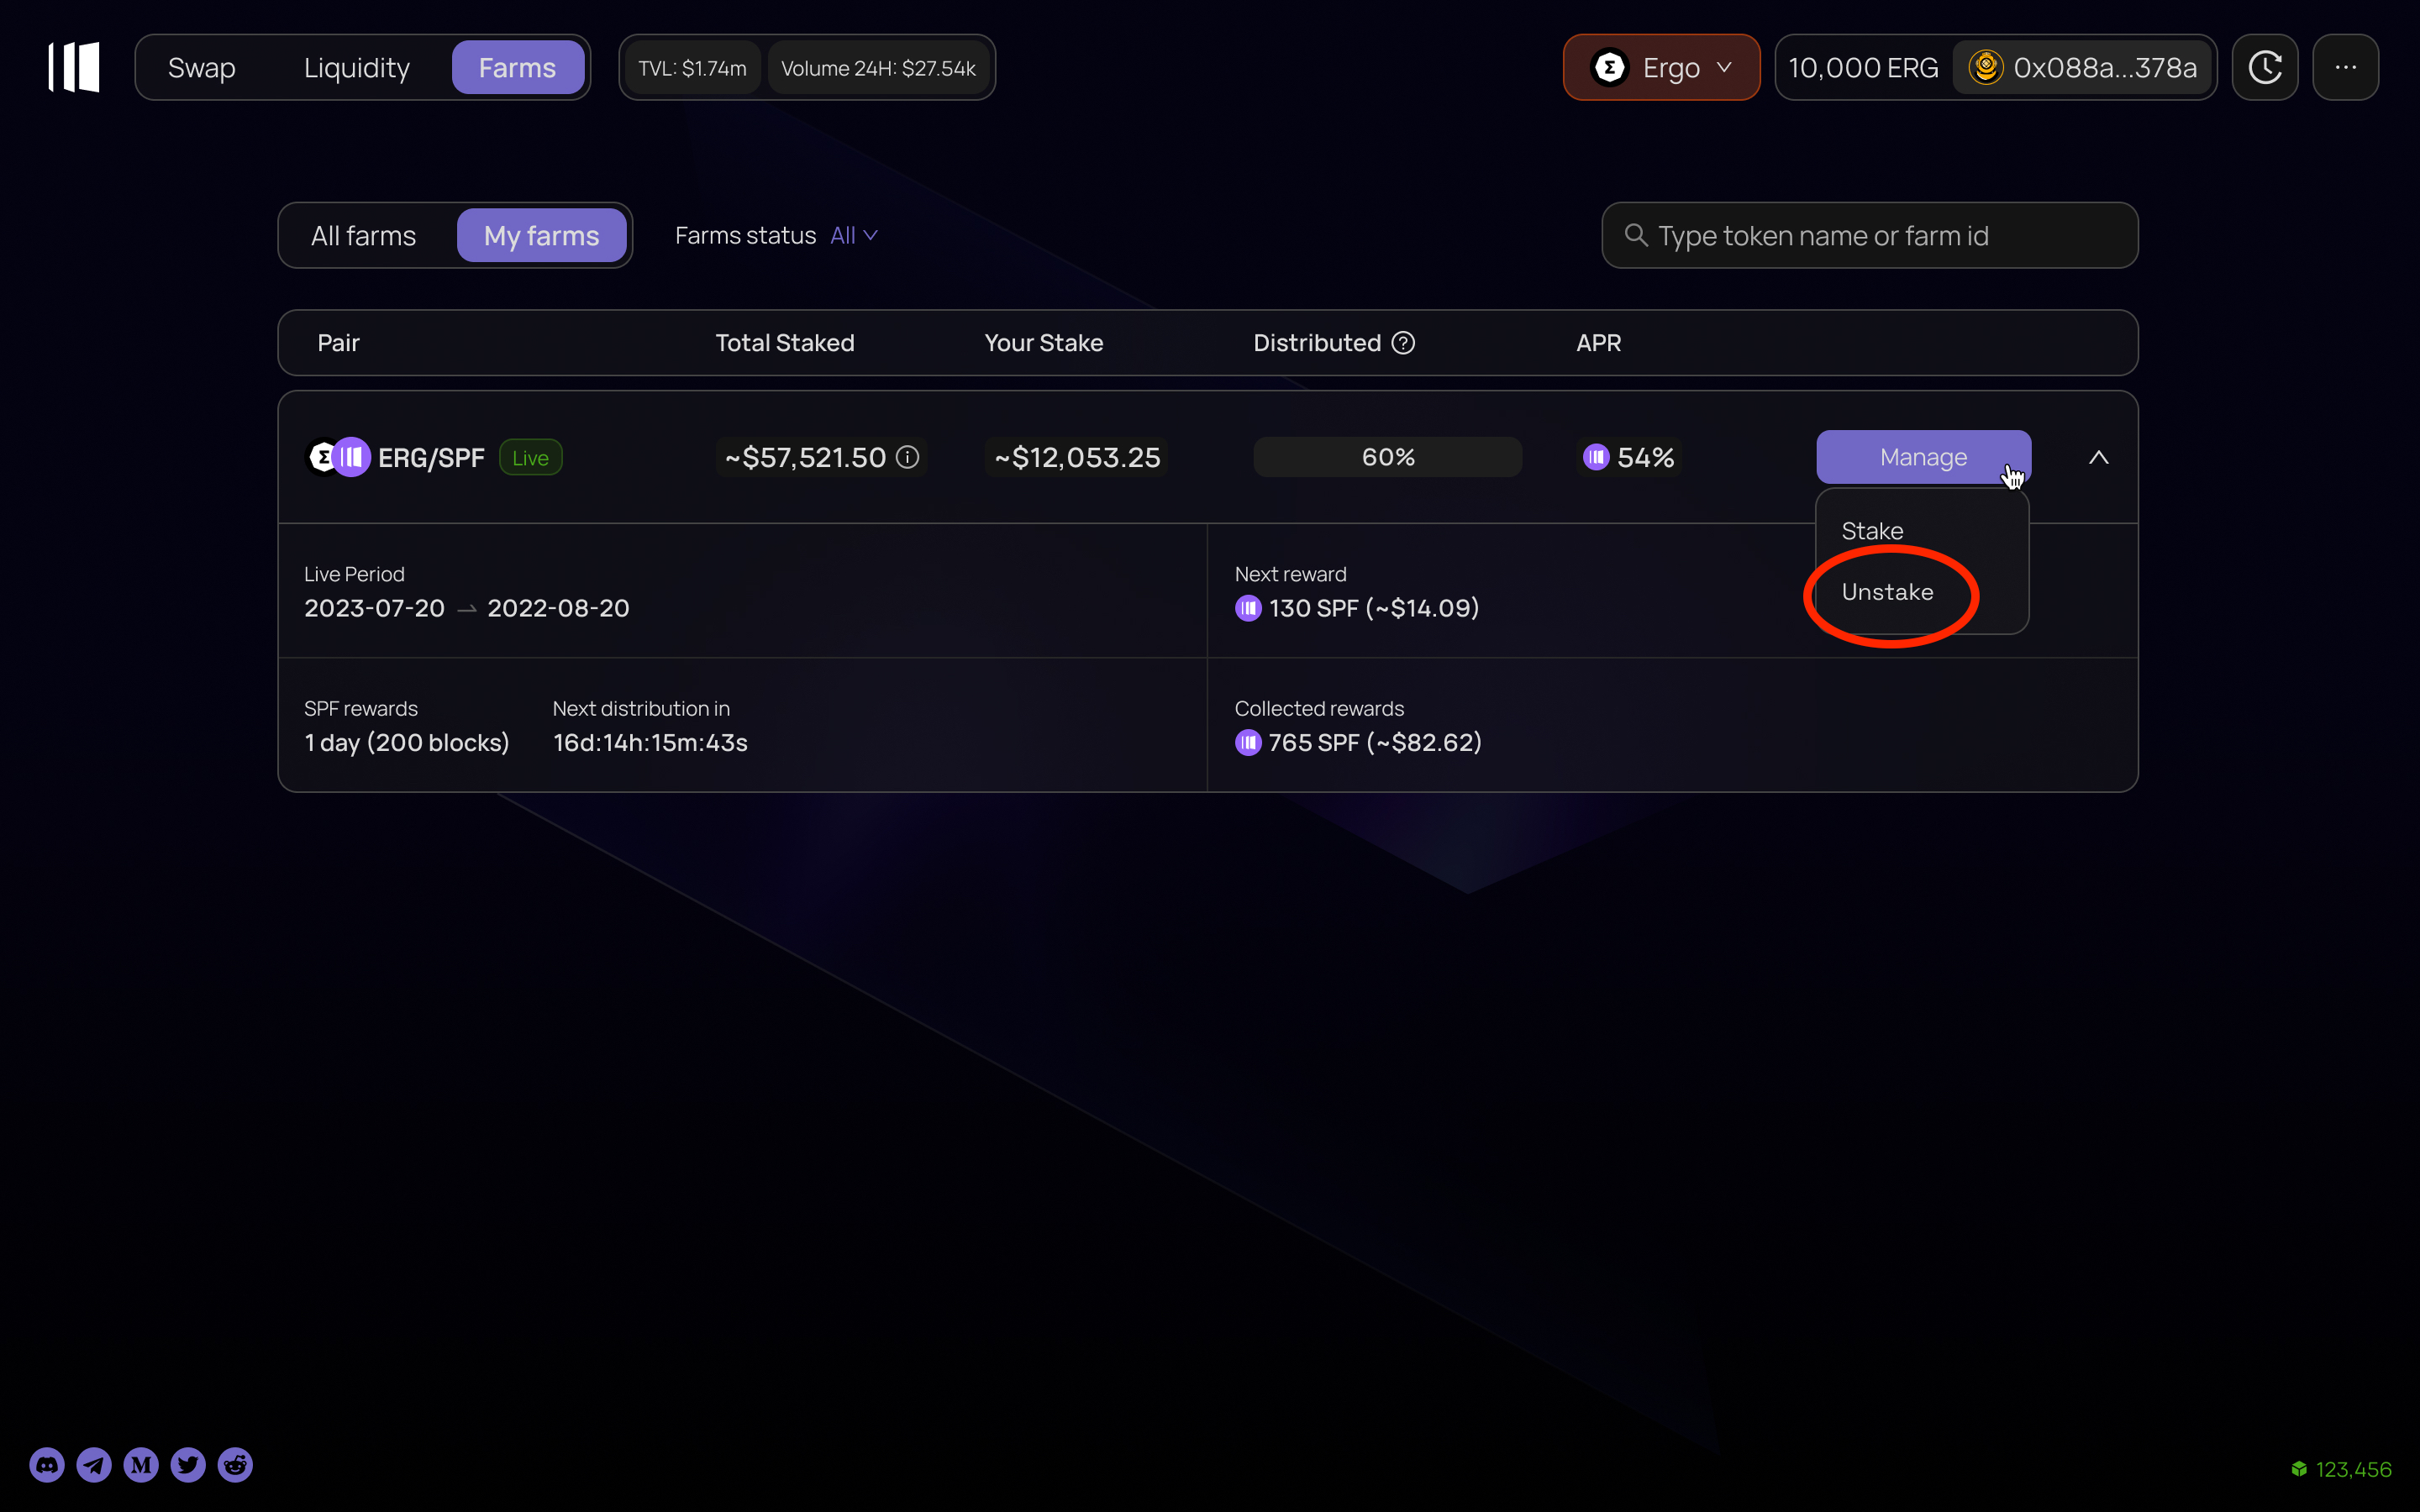 Swap Liquidity Farms TVL: $1.74m Volume 24H: $27.54k Ergo 10,000 ERG 0x088a...378a ...
All farms My farms Farms status All Type token name or farm id
Pair Total Staked Your Stake Distributed ? APR
ERG/SPF Live ~$57,521.50 ~$12,053.25 60% 54% Manage
Stake
Unstake
Live Period
2023-07-20 → 2022-08-20
Next reward
130 SPF (~$14.09)
SPF rewards
1 day (200 blocks)
Next distribution in
16d:14h:15m:43s
Collected rewards
765 SPF (~$82.62)
123,456